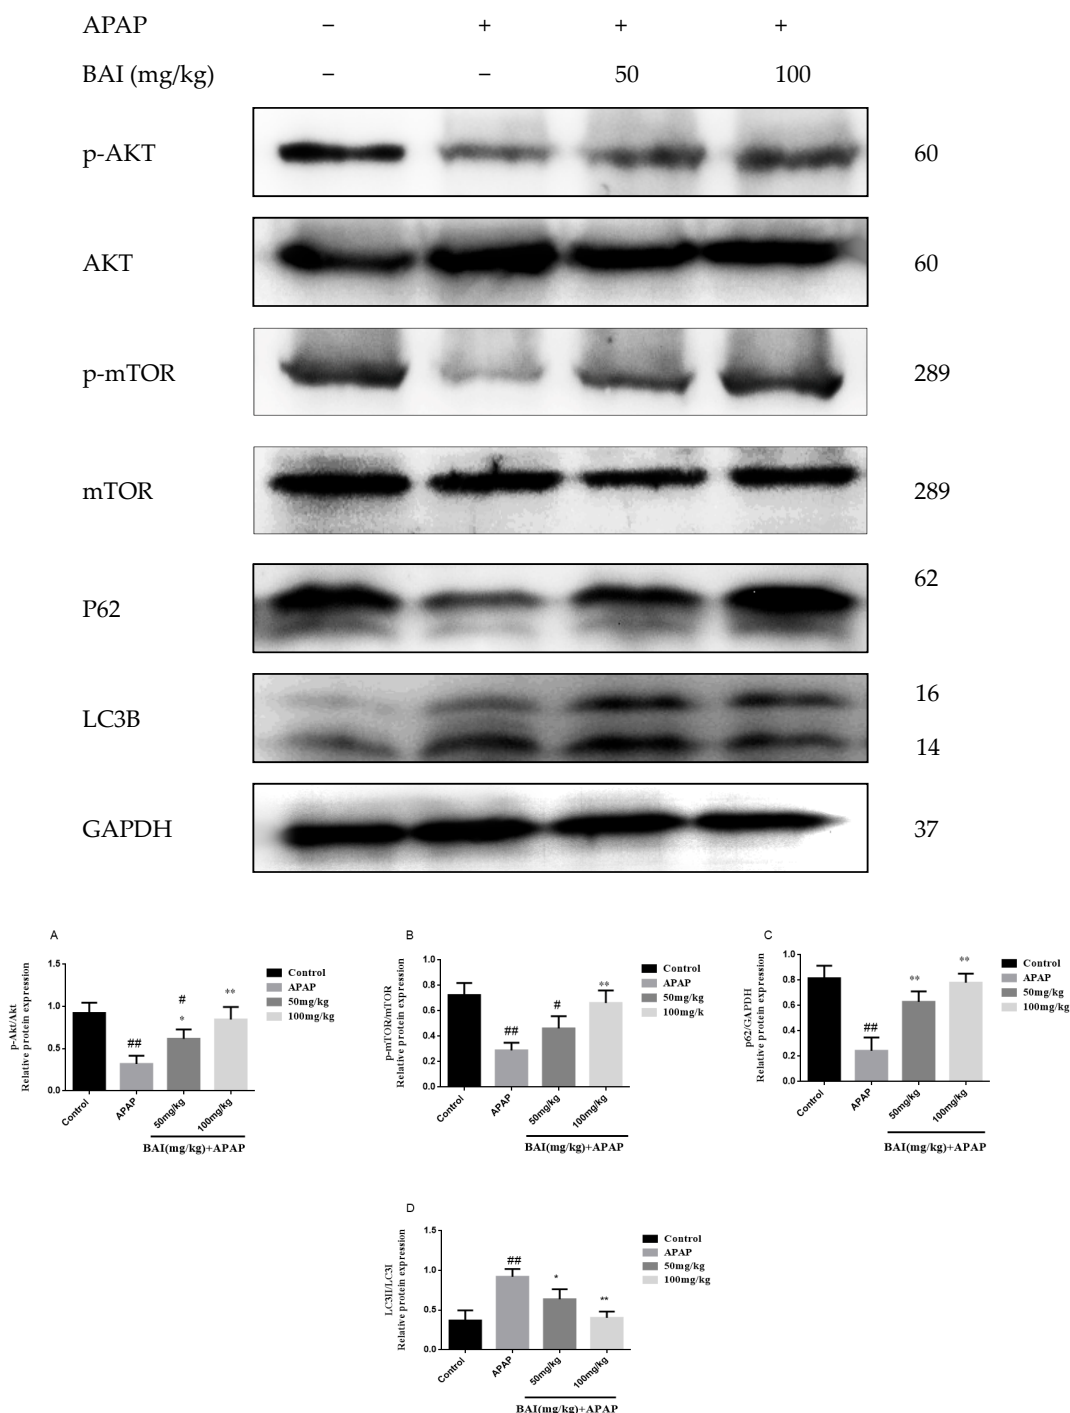 APAP − + + +
BAI (mg/kg) − − 50 100
p-AKT 60
AKT 60
p-mTOR 289
mTOR 289
P62 62
LC3B 16
14
GAPDH 37
A
p-Akt/Akt
Relative protein expression
1.5
1.0
0.5
0.0
##
#
*
**
Control
APAP
50mg/kg
100mg/kg
Control
APAP
50mg/kg
100mg/kg
BAI(mg/kg)+APAP
B
p-mTOR/mTOR
Relative protein expression
1.0
0.8
0.6
0.4
0.2
0.0
##
#
**
Control
APAP
50mg/kg
100mg/k
Control
APAP
50mg/kg
100mg/kg
BAI(mg/kg)+APAP
C
p62/GAPDH
Relative protein expression
1.0
0.8
0.6
0.4
0.2
0.0
##
**
**
Control
APAP
50mg/kg
100mg/kg
Control
APAP
50mg/kg
100mg/kg
BAI(mg/kg)+APAP
D
LC3II/LC3I
Relative protein expression
1.5
1.0
0.5
0.0
##
*
**
Control
APAP
50mg/kg
100mg/kg
Control
APAP
50mg/kg
100mg/kg
BAI(mg/kg)+APAP